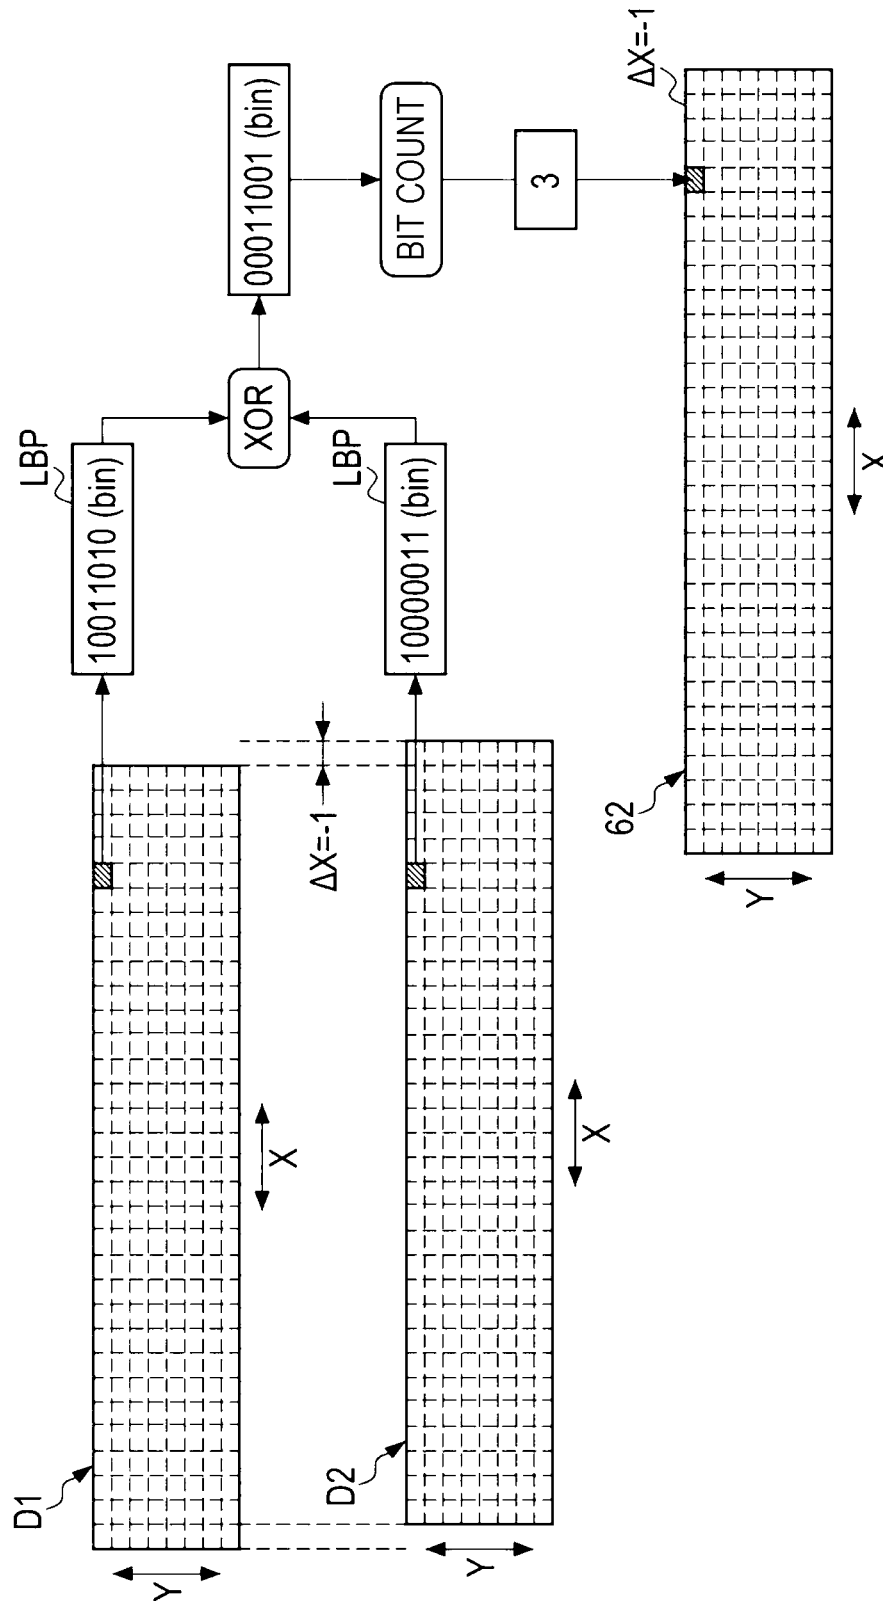 D1
Y
X
10011010 (bin)
LBP
ΔX=-1
XOR
00011001 (bin)
D2
Y
X
10000011 (bin)
LBP
BIT COUNT
3
62
Y
X
ΔX=-1